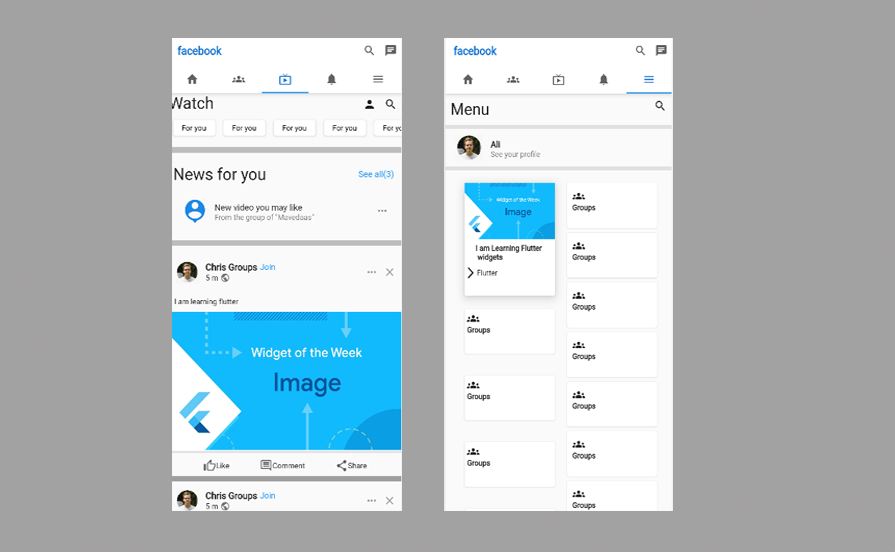 facebook
Watch
For you
For you
For you
For you
For y
News for you
See all(3)
New video you may like
From the group of "Mavedaas"
Chris Groups Join
5 m
I am learning flutter
Widget of the Week
Image
Like
Comment
Share
Chris Groups Join
5 m
facebook
Menu
Ali
See your profile
Widget of the Week
Image
I am Learning Flutter
widgets
Flutter
Groups
Groups
Groups
Groups
Groups
Groups
Groups
Groups
Groups
Groups